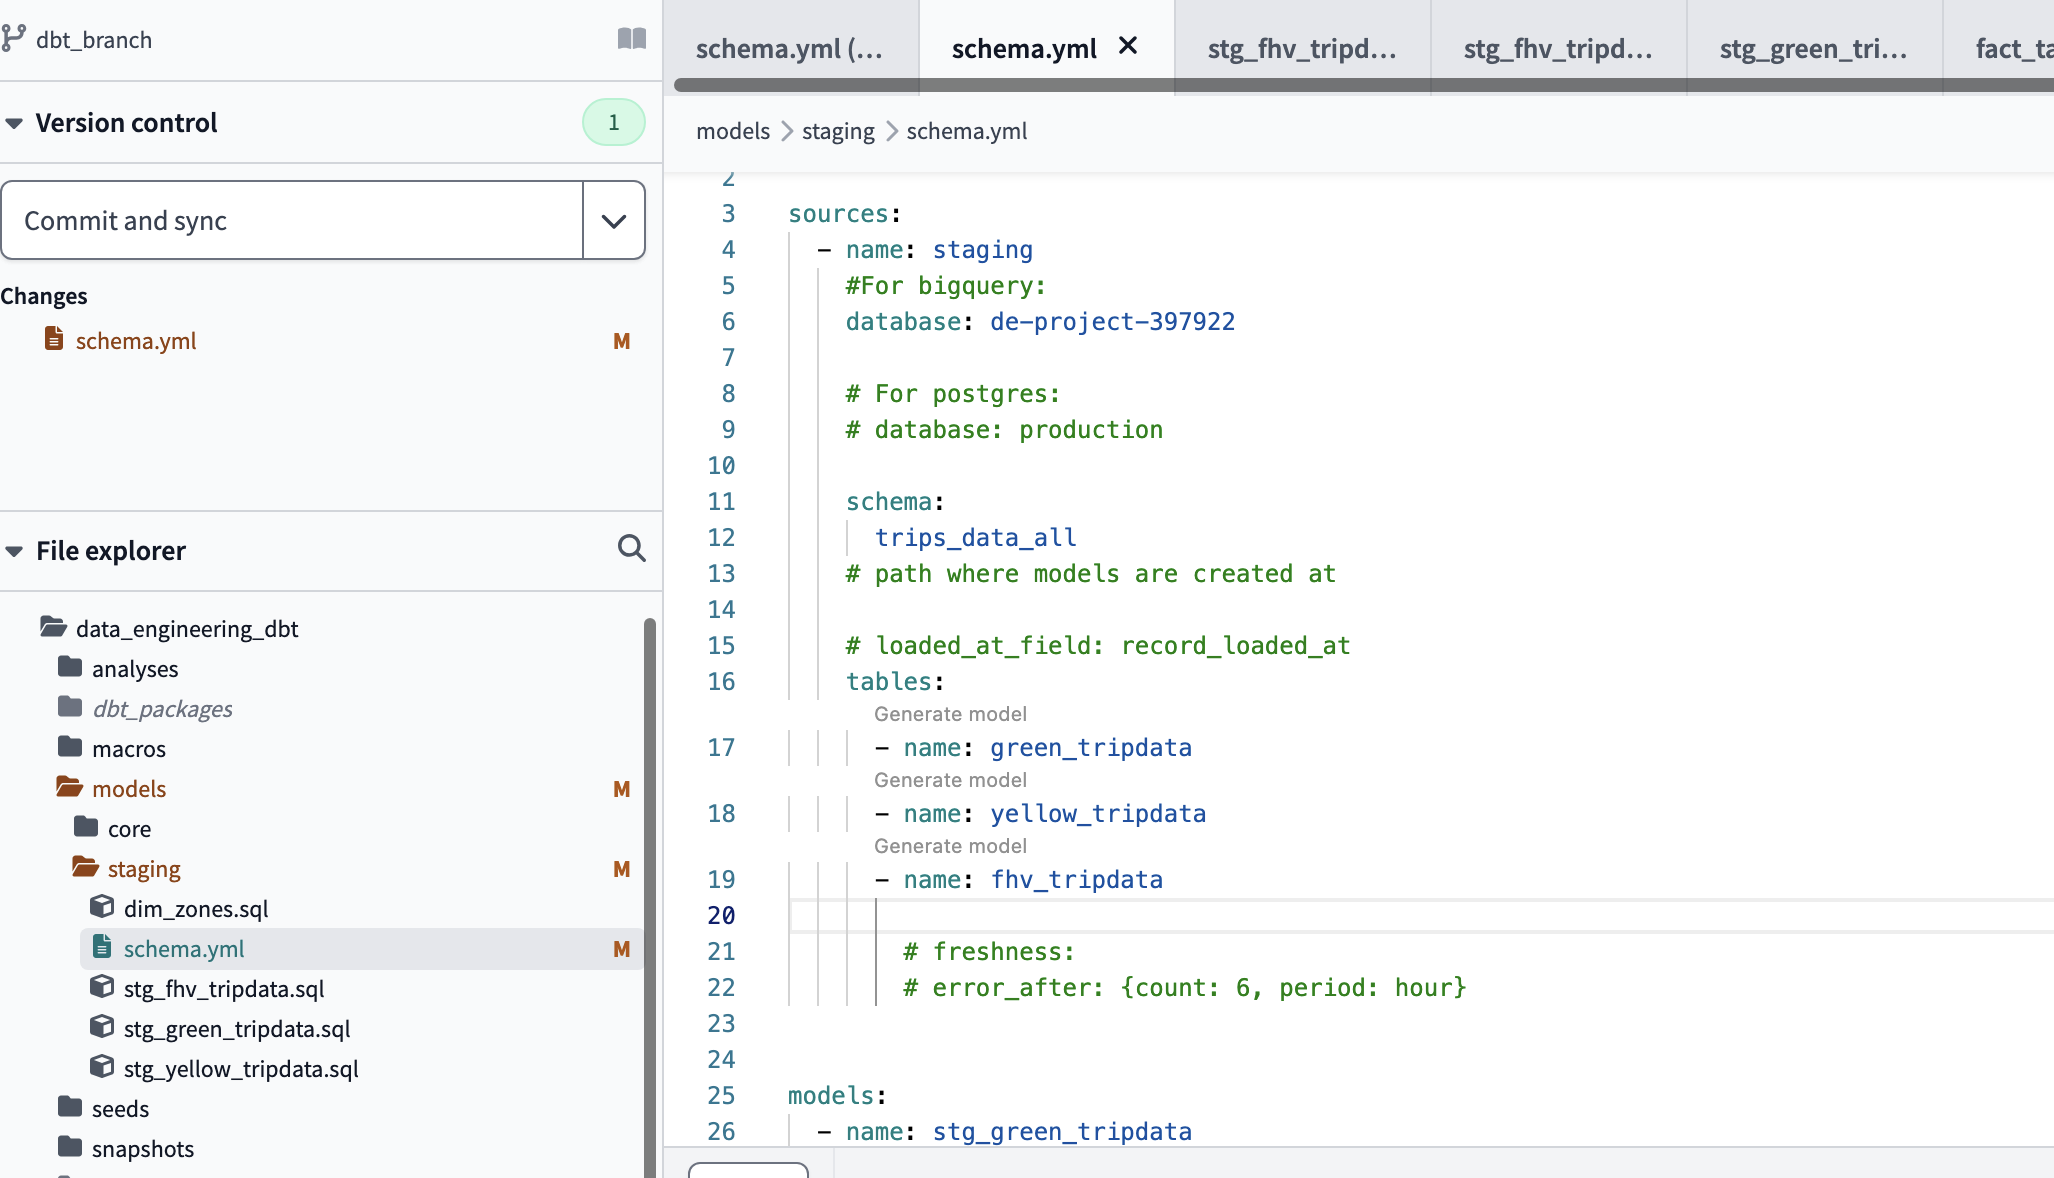 dbt_branch
Version control
1
Commit and sync
Changes
schema.yml
M
File explorer
data_engineering_dbt
analyses
dbt_packages
macros
models
M
core
staging
M
dim_zones.sql
schema.yml
M
stg_fhv_tripdata.sql
stg_green_tripdata.sql
stg_yellow_tripdata.sql
seeds
snapshots
schema.yml (...
schema.yml
stg_fhv_tripd...
stg_fhv_tripd...
stg_green_tri...
fact_ta
models > staging > schema.yml
2
3 sources:
4 - name: staging
5 #For bigquery:
6 database: de-project-397922
7
8 # For postgres:
9 # database: production
10
11 schema:
12 trips_data_all
13 # path where models are created at
14
15 # loaded_at_field: record_loaded_at
16 tables:
Generate model
17 - name: green_tripdata
Generate model
18 - name: yellow_tripdata
Generate model
19 - name: fhv_tripdata
20
21 # freshness:
22 # error_after: {count: 6, period: hour}
23
24
25 models:
26 - name: stg_green_tripdata